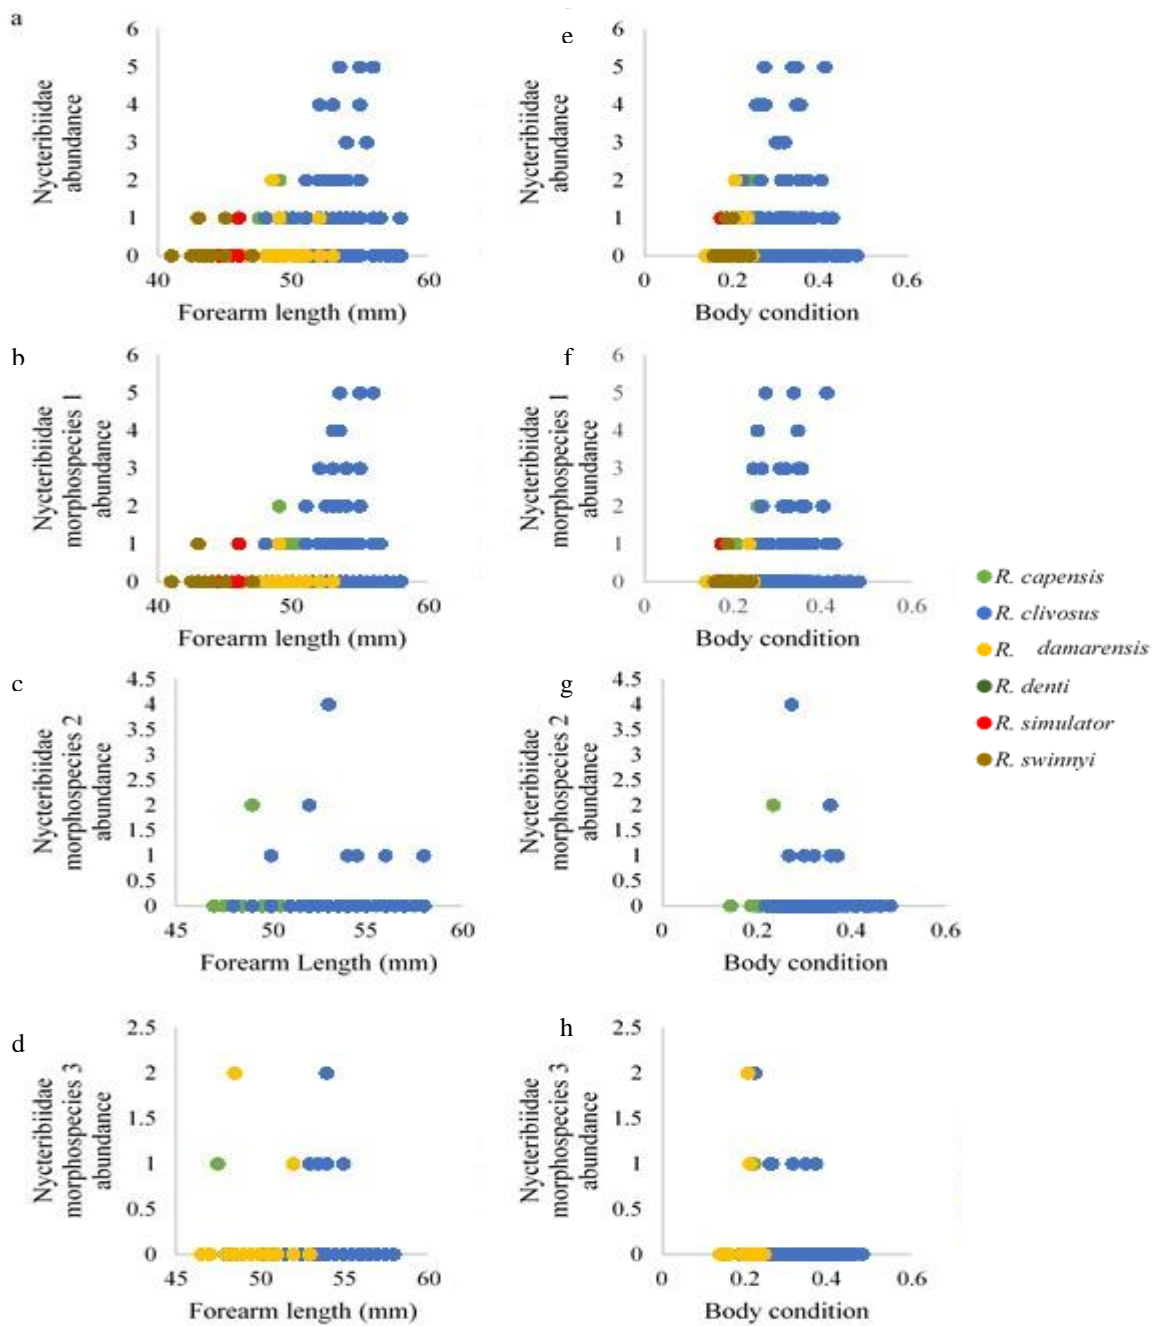 a
6
5
4
3
2
1
0
Nycteribiidae
abundance
40
50
60
Forearm length (mm)
e
6
5
4
3
2
1
0
Nycteribiidae
abundance
0
0.2
0.4
0.6
Body condition
b
6
5
4
3
2
1
0
Nycteribiidae
morphospecies 1
abundance
40
50
60
Forearm length (mm)
f
6
5
4
3
2
1
0
Nycteribiidae
morphospecies 1
abundance
0
0.2
0.4
0.6
Body condition
R. capensis
R. clivosus
R. damarensis
R. denti
R. simulator
R. swinnyi
c
4.5
4
3.5
3
2.5
2
1.5
1
0.5
0
Nycteribiidae
morphospecies 2
abundance
45
50
55
60
Forearm Length (mm)
g
4.5
4
3.5
3
2.5
2
1.5
1
0.5
0
Nycteribiidae
morphospecies 2
abundance
0
0.2
0.4
0.6
Body condition
d
2.5
2
1.5
1
0.5
0
Nycteribiidae
morphospecies 3
abundance
45
50
55
60
Forearm length (mm)
h
2.5
2
1.5
1
0.5
0
Nycteribiidae
morphospecies 3
abundance
0
0.2
0.4
0.6
Body condition